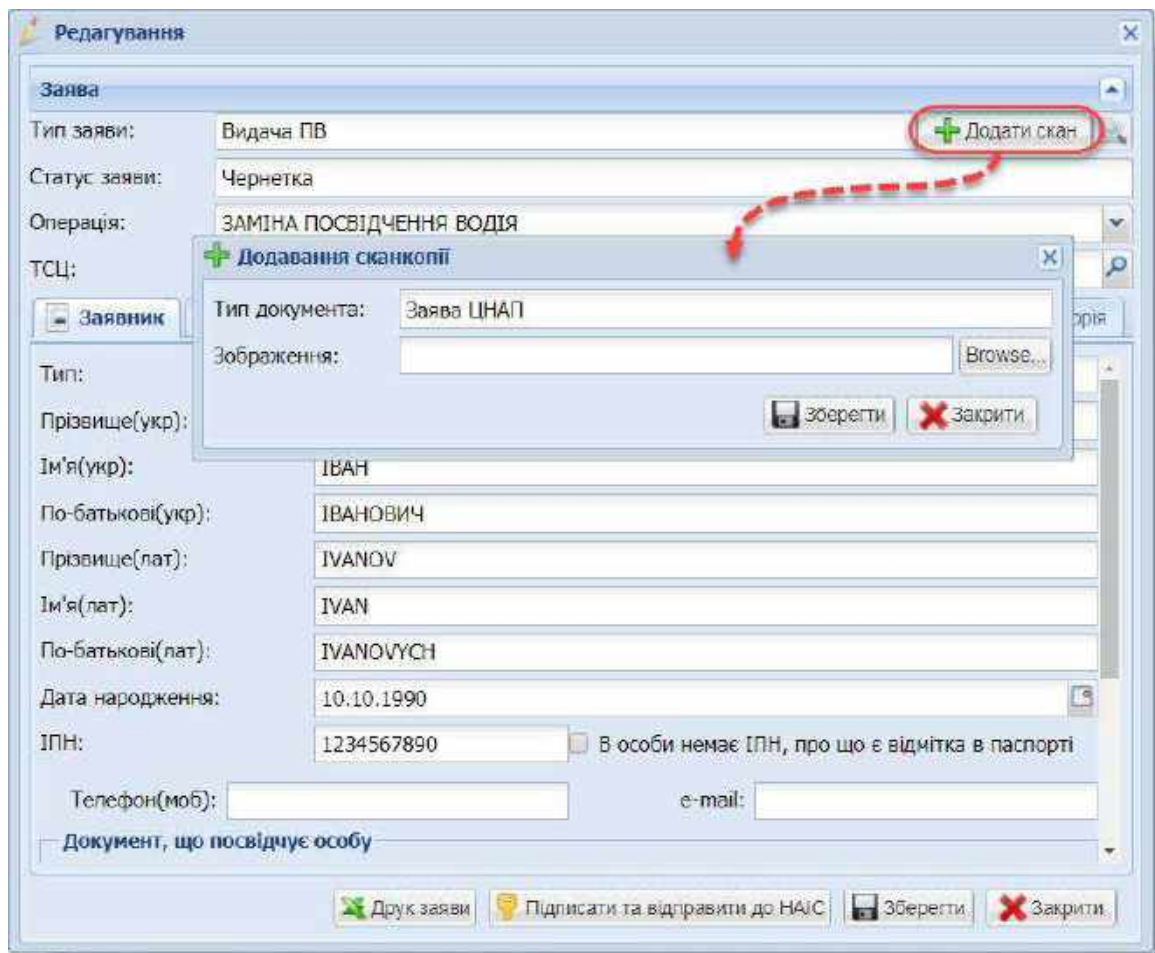 Редагування
Заява
Тип заяви: Видача ПВ Додати скан
Статус заяви: Чернетка
Операція: ЗАМІНА ПОСВІДЧЕННЯ ВОДІЯ
Додавання сканкопії
ТСЦ:
Тип документа: Заява ЦНАП
Заявник орія
Зображення: Browse...
Тип:
Зберегти Закрити
Прізвище(укр):
Ім'я(укр): ІВАН
По-батькові(укр): ІВАНОВИЧ
Прізвище(лат): IVANOV
Ім'я(лат): IVAN
По-батькові(лат): IVANOVYCH
Дата народження: 10.10.1990
ІПН: 1234567890 В особи немає ІПН, про що є відмітка в паспорті
Телефон(моб): e-mail:
Документ, що посвідчує особу
Друк заяви Підписати та відправити до НАІС Зберегти Закрити